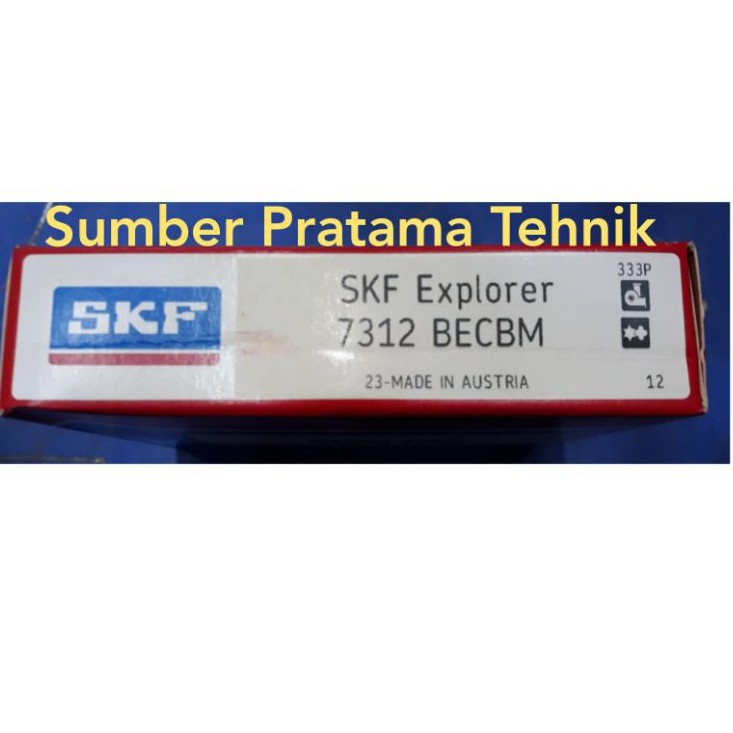 Sumber Pratama Tehnik
SKF
SKF Explorer
7312 BECBM
23-MADE IN AUSTRIA
333P
12